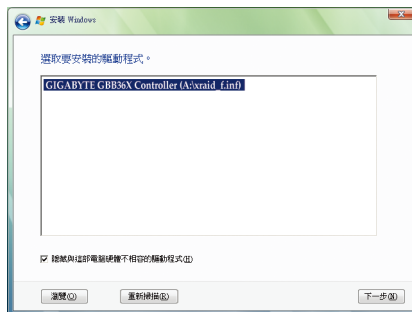 安裝 Windows
選取要安裝的驅動程式。
GIGABYTE GBB36X Controller (A:\xraid_f.inf)
隱藏與這部電腦硬體不相容的驅動程式(H)
瀏覽(O)
重新掃描(R)
下一步(N)